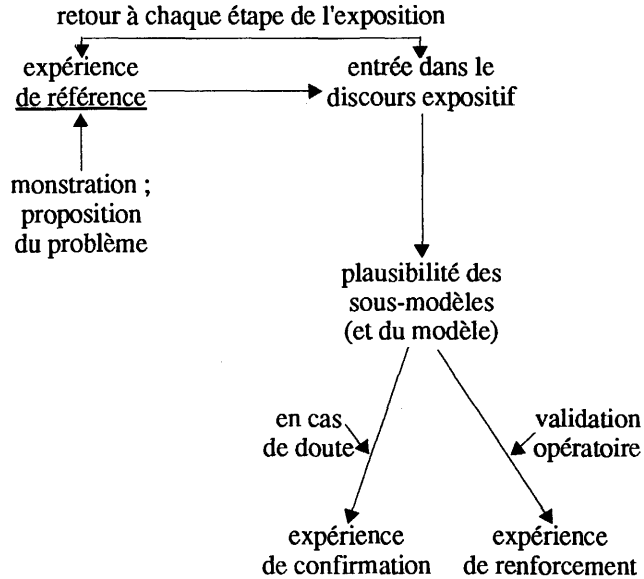 retour à chaque étape de l'exposition
expérience
de référence
entrée dans le
discours expositif
monstration ;
proposition
du problème
plausibilité des
sous-modèles
(et du modèle)
en cas
de doute
validation
opératoire
expérience
de confirmation
expérience
de renforcement